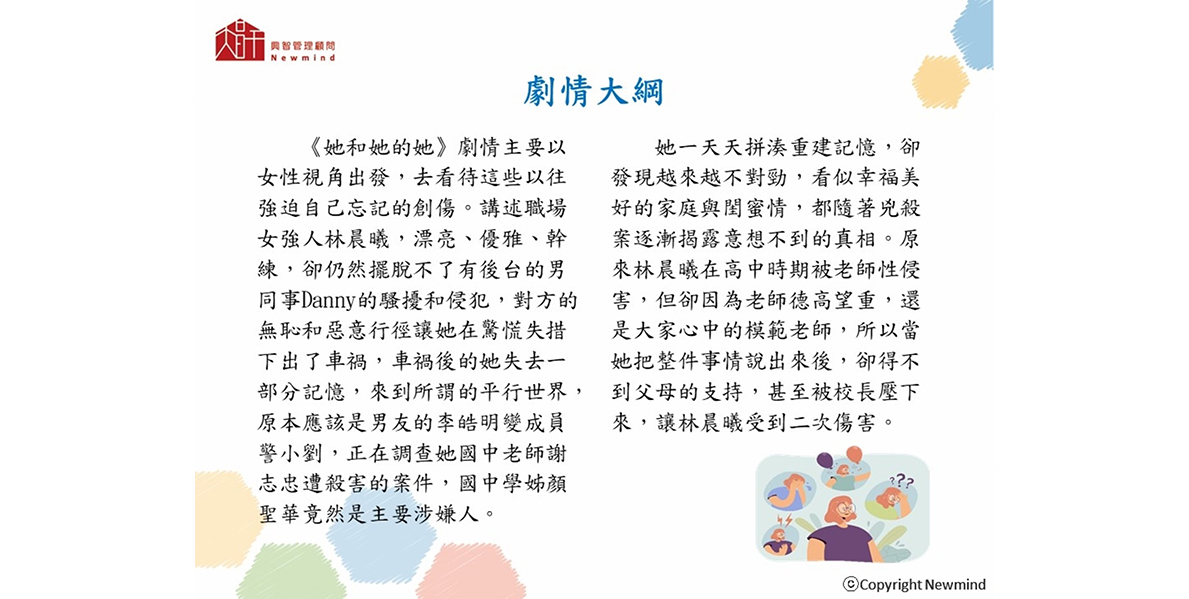 興智管理顧問
Newmind
劇情大綱
《她和她的她》劇情主要以
女性視角出發，去看待這些以往
強迫自己忘記的創傷。講述職場
女強人林晨曦，漂亮、優雅、幹
練，卻仍然擺脫不了有後台的男
同事Danny的騷擾和侵犯，對方的
無恥和惡意行徑讓她在驚慌失措
下出了車禍，車禍後的她失去一
部分記憶，來到所謂的平行世界，
原本應該是男友的李皓明變成員
警小劉，正在調查她國中老師謝
志忠遭殺害的案件，國中學姊顏
聖華竟然是主要涉嫌人。
她一天天拼湊重建記憶，卻
發現越來越不對勁，看似幸福美
好的家庭與閨蜜情，都隨著兇殺
案逐漸揭露意想不到的真相。原
來林晨曦在高中時期被老師性侵
害，但卻因為老師德高望重，還
是大家心中的模範老師，所以當
她把整件事情說出來後，卻得不
到父母的支持，甚至被校長壓下
來，讓林晨曦受到二次傷害。
???
ⒸCopyright Newmind